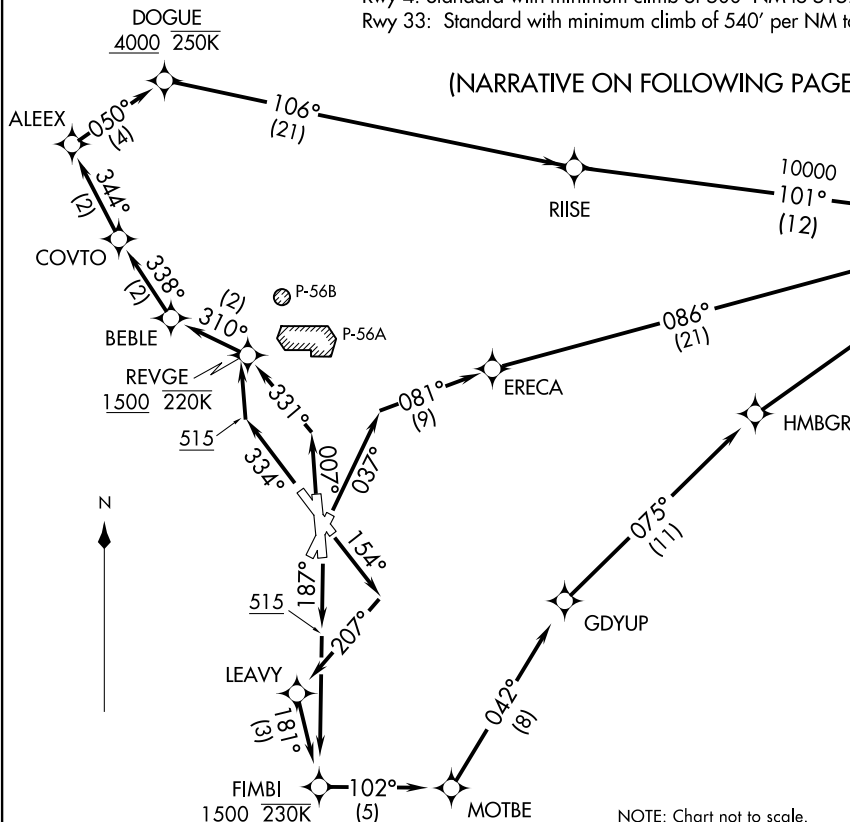 Rwy 33: Standard with minimum climb of 540' per NM to
(NARRATIVE ON FOLLOWING PAGE
DOGUE
4000 250K
ALEEX
050°
(4)
106°
(21)
RIISE
10000
101°
(12)
344°
(2)
COVTO
338°
(2)
BEBLE
(2)
310°
P-56B
P-56A
REVGE
1500 220K
086°
(21)
ERECA
081°
(9)
HMBGR
331°
515
334°
007°
037°
N
075°
(11)
154°
187°
515
207°
GDYUP
LEAVY
181°
(3)
042°
(8)
FIMBI
1500 230K
102°
(5)
MOTBE
NOTE: Chart not to scale.